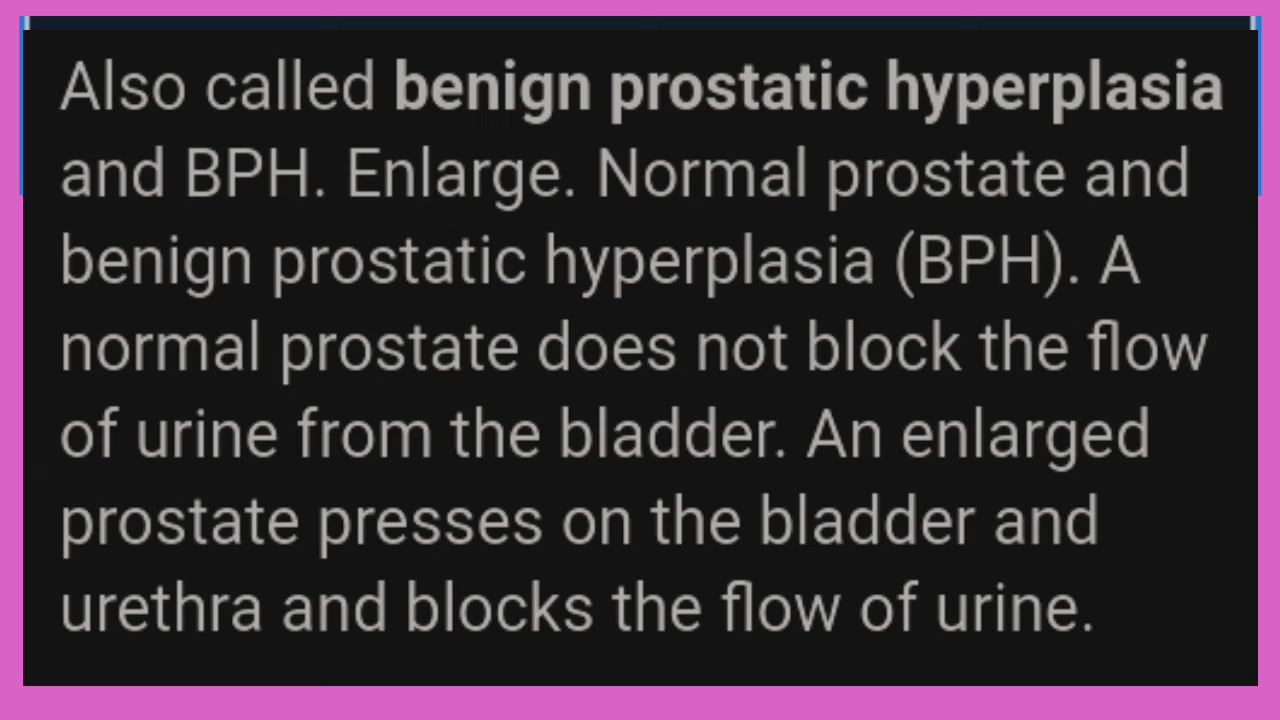 Also called benign prostatic hyperplasia
and BPH. Enlarge. Normal prostate and
benign prostatic hyperplasia (BPH). A
normal prostate does not block the flow
of urine from the bladder. An enlarged
prostate presses on the bladder and
urethra and blocks the flow of urine.